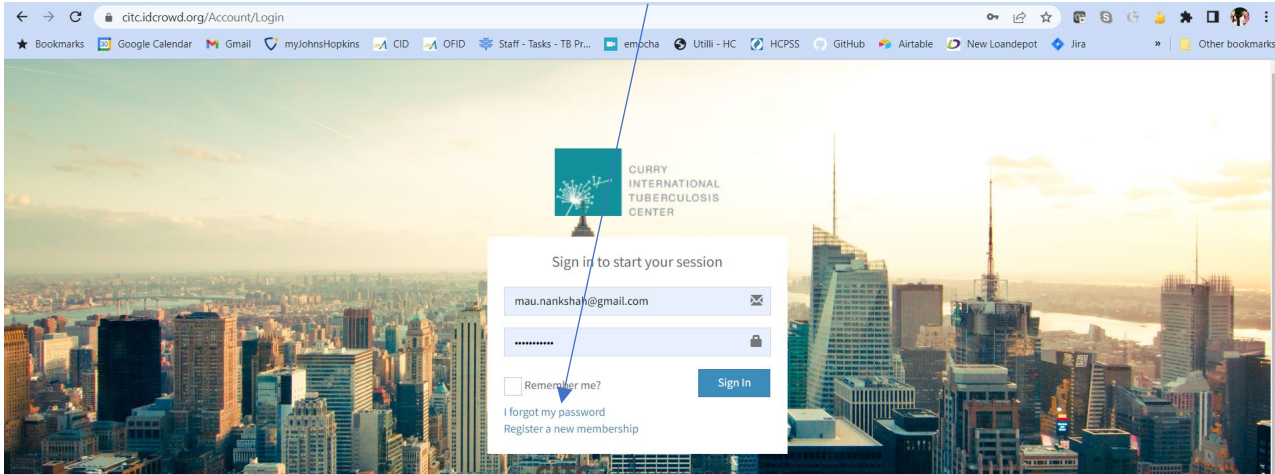 citc.idcrowd.org/Account/Login
Bookmarks Google Calendar Gmail myJohnsHopkins CID OFID Staff - Tasks - TB Pr... emocha Utilli - HC HCPSS GitHub Airtable New Loandepot Jira » Other bookmarks
CURRY
INTERNATIONAL
TUBERCULOSIS
CENTER
Sign in to start your session
mau.nankshah@gmail.com
•••••••••••
Remember me?
Sign In
I forgot my password
Register a new membership